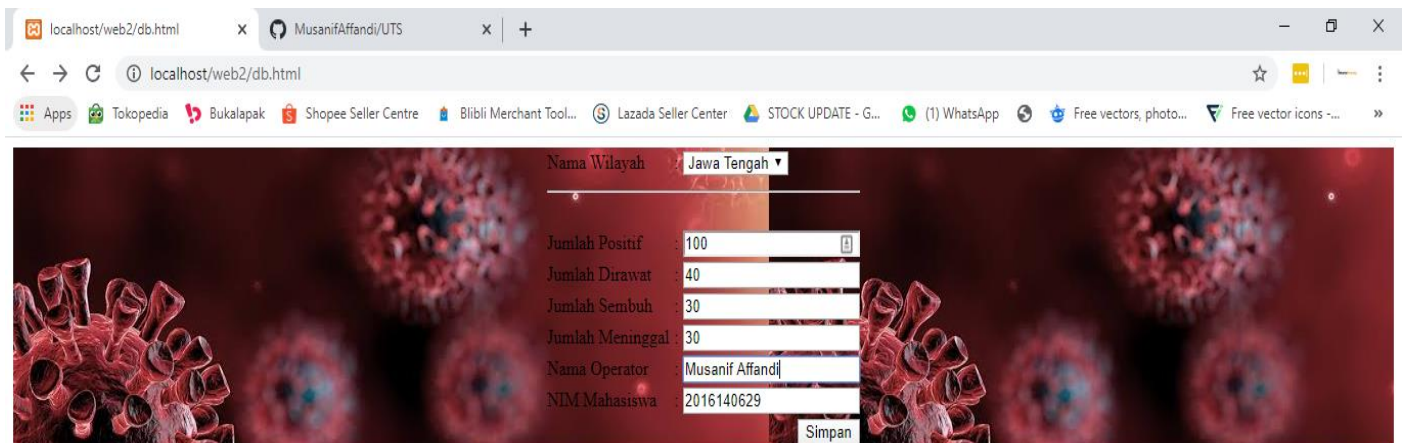 localhost/web2/db.html
MusanifAffandi/UTS
localhost/web2/db.html
Apps Tokopedia Bukalapak Shopee Seller Centre Blibli Merchant Tool... Lazada Seller Center STOCK UPDATE - G... (1) WhatsApp Free vectors, photo... Free vector icons -... »
Nama Wilayah : Jawa Tengah
Jumlah Positif : 100
Jumlah Dirawat : 40
Jumlah Sembuh : 30
Jumlah Meninggal : 30
Nama Operator : Musanif Affandi
NIM Mahasiswa : 2016140629
Simpan